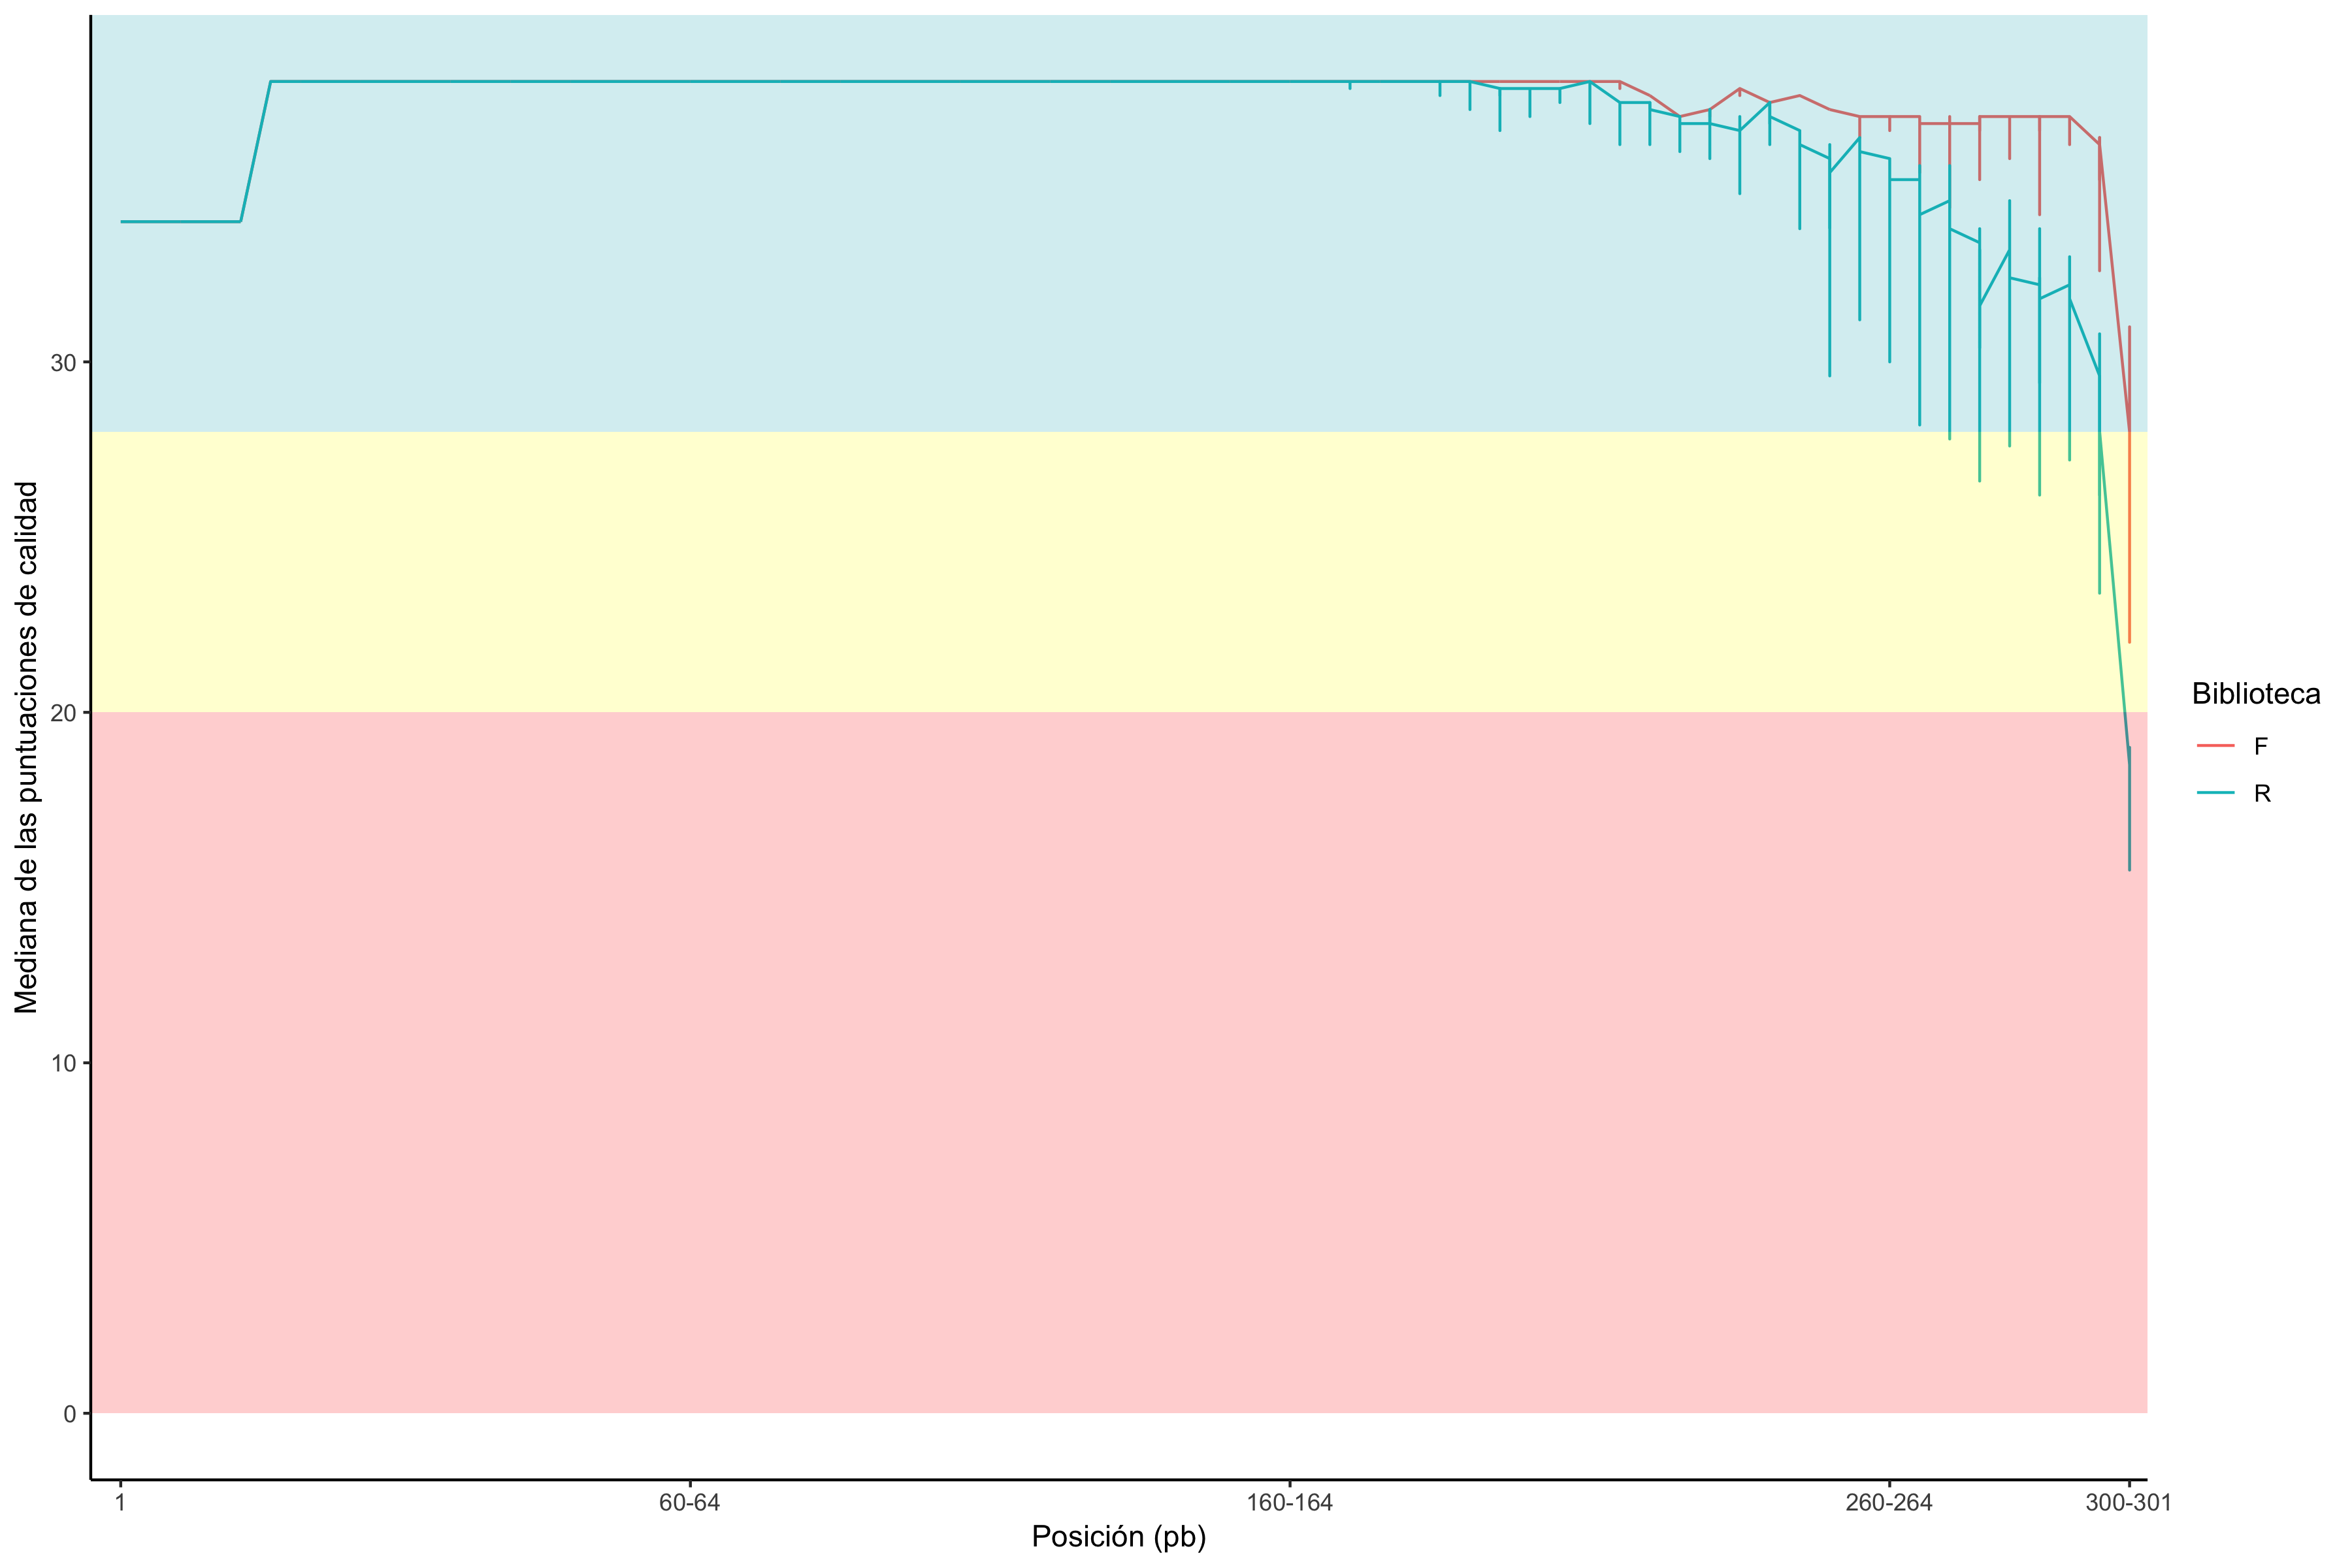 Mediana de las puntuaciones de calidad
30
20
10
0
1
60-64
160-164
260-264
300-301
Posición (pb)
Biblioteca
F
R